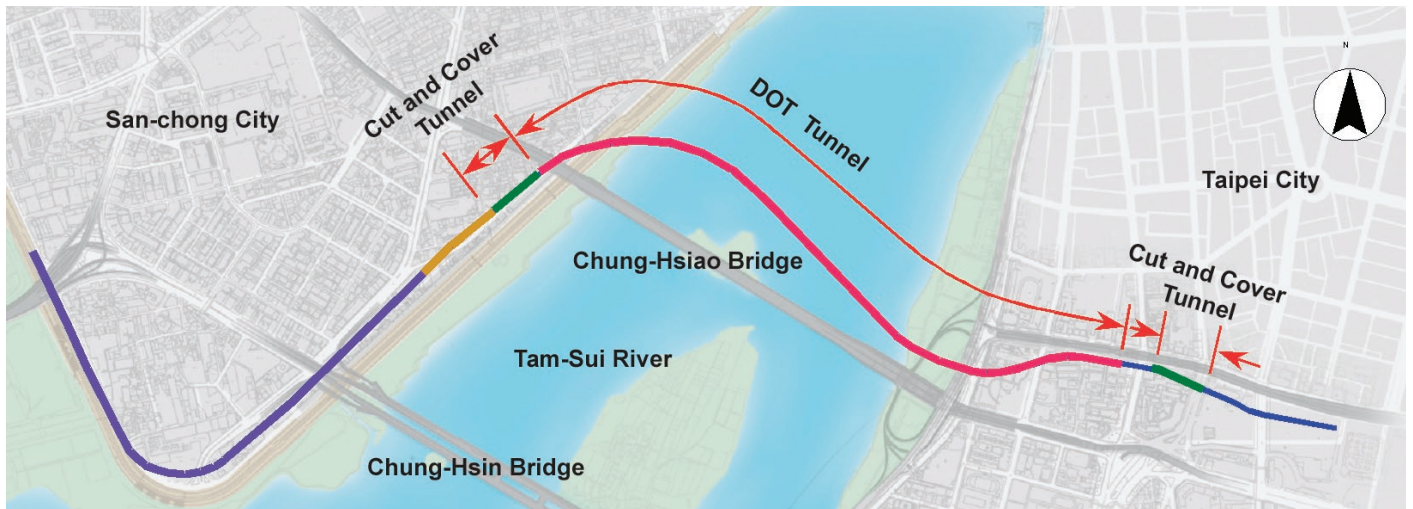 N
Cut and Cover
Tunnel
DOT Tunnel
San-chong City
Taipei City
Cut and Cover
Tunnel
Chung-Hsiao Bridge
Tam-Sui River
Chung-Hsin Bridge